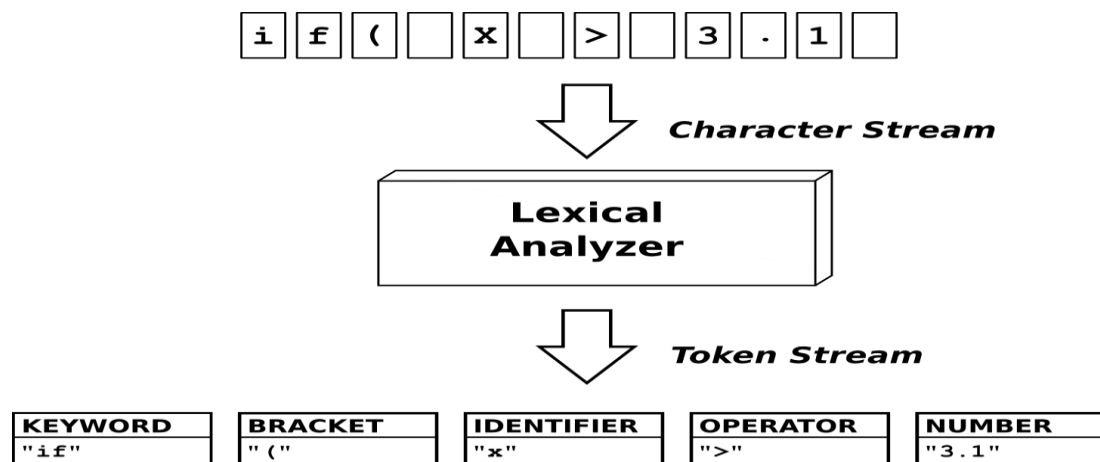 i f ( x > 3 . 1
Character Stream
Lexical
Analyzer
Token Stream
KEYWORD BRACKET IDENTIFIER OPERATOR NUMBER
"if" "(" "x" ">" "3.1"